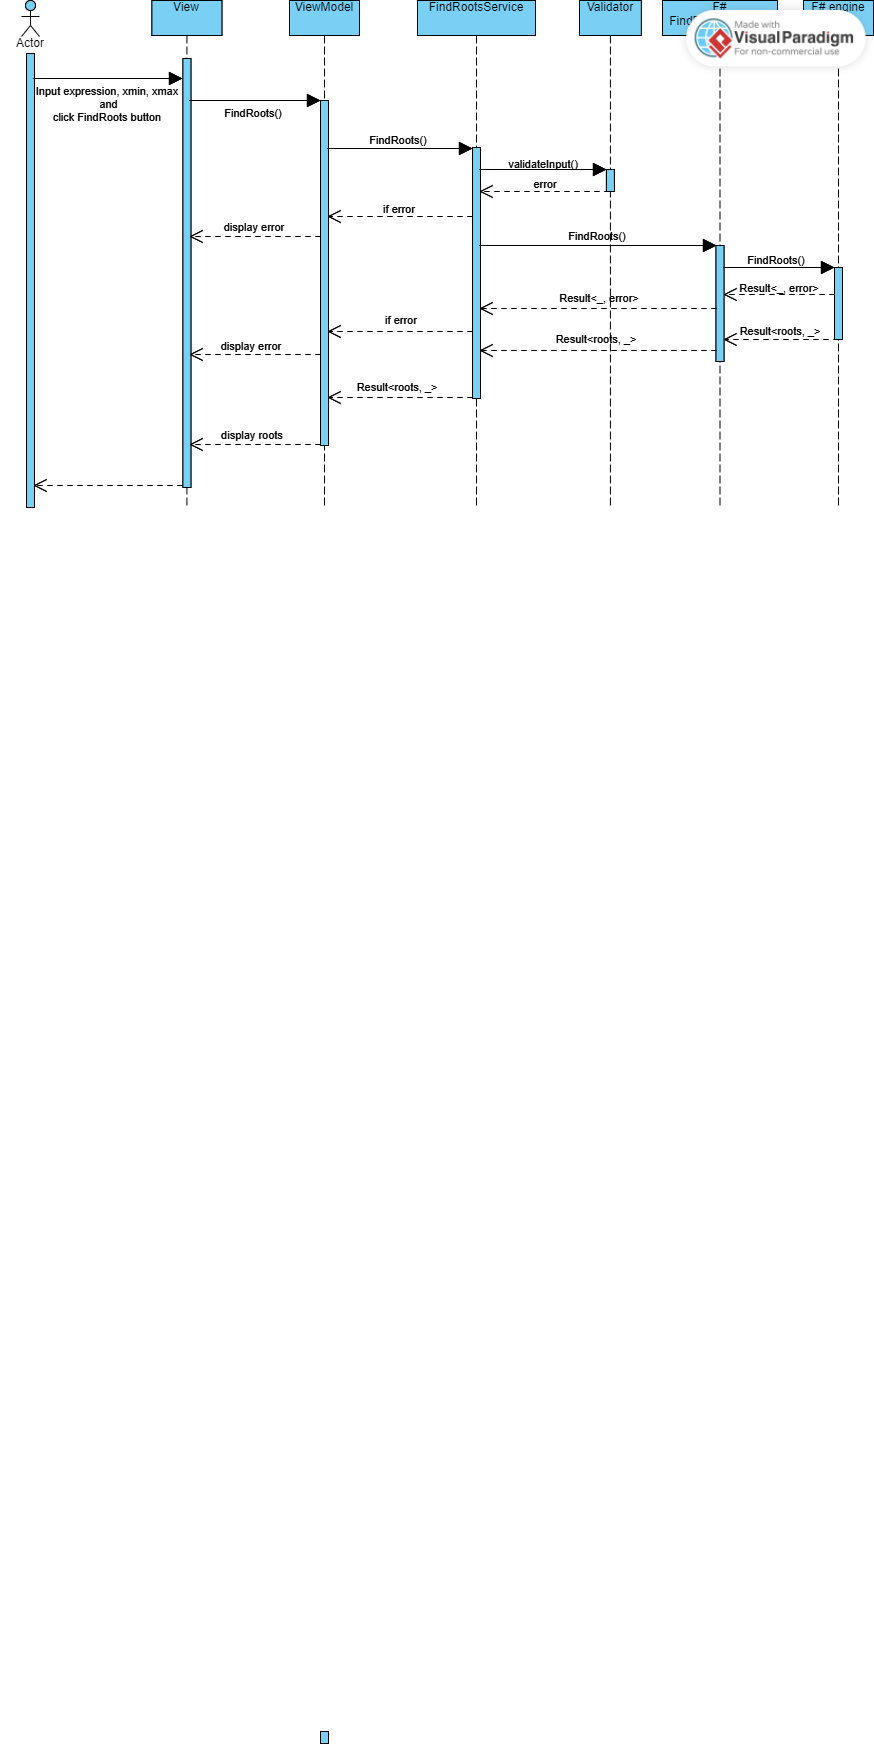 View
ViewModel
FindRootsService
Validator
F#
F# engine
Actor
Made with
VisualParadigm
For non-commercial use
Input expression, xmin, xmax
and
click FindRoots button
FindRoots()
FindRoots()
validateInput()
error
if error
display error
FindRoots()
FindRoots()
Result<_, error>
Result<_, error>
if error
Result<roots, _>
Result<roots, _>
display error
Result<roots, _>
display roots